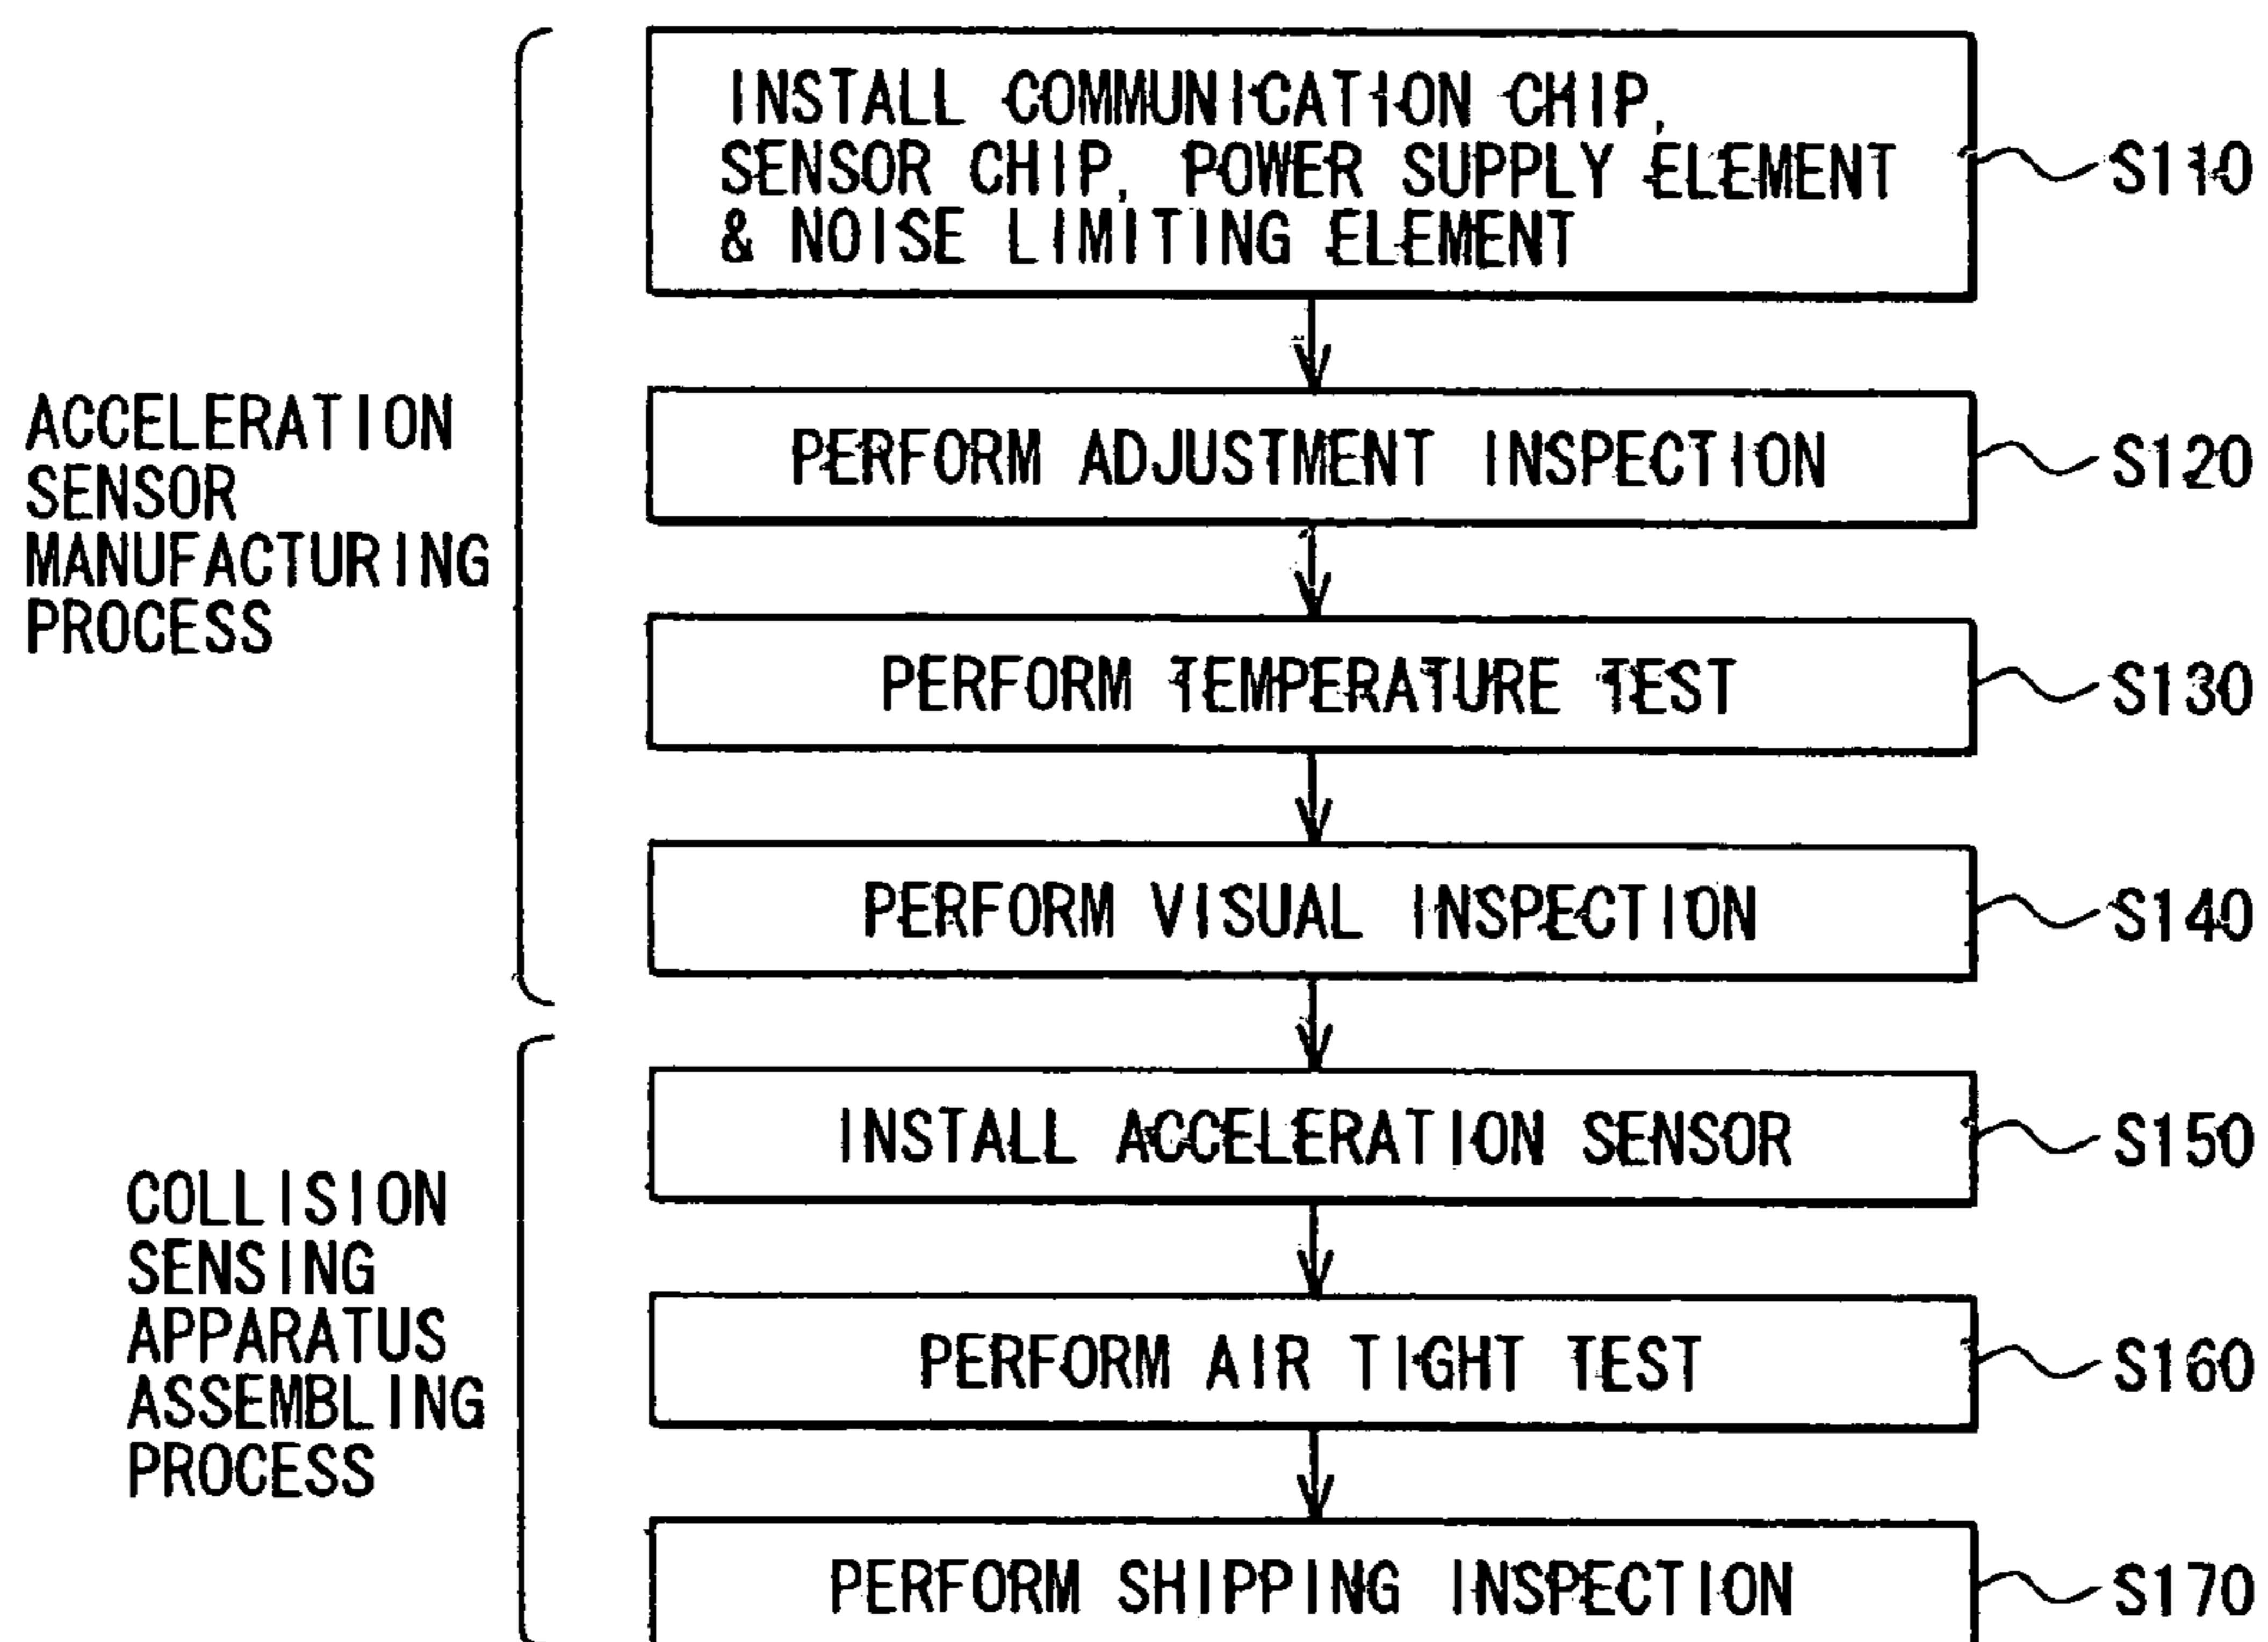 INSTALL COMMUNICATION CHIP,
SENSOR CHIP, POWER SUPPLY ELEMENT
& NOISE LIMITING ELEMENT
S110
PERFORM ADJUSTMENT INSPECTION
S120
PERFORM TEMPERATURE TEST
S130
PERFORM VISUAL INSPECTION
S140
ACCELERATION
SENSOR
MANUFACTURING
PROCESS
INSTALL ACCELERATION SENSOR
S150
PERFORM AIR TIGHT TEST
S160
PERFORM SHIPPING INSPECTION
S170
COLLISION
SENSING
APPARATUS
ASSEMBLING
PROCESS